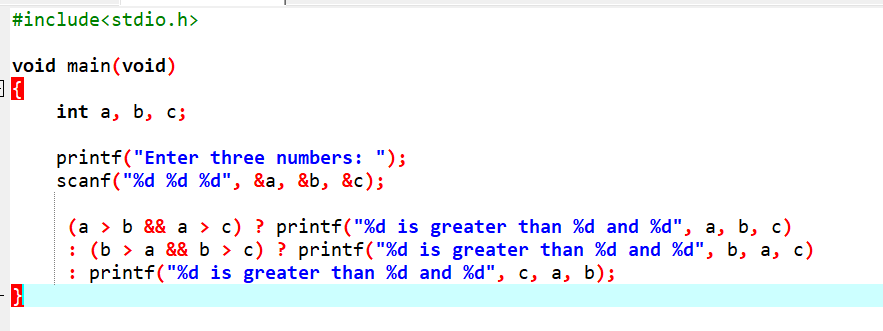 #include<stdio.h>
void main(void)
{
int a, b, c;
printf("Enter three numbers: ");
scanf("%d %d %d", &a, &b, &c);
(a > b && a > c) ? printf("%d is greater than %d and %d", a, b, c)
: (b > a && b > c) ? printf("%d is greater than %d and %d", b, a, c)
: printf("%d is greater than %d and %d", c, a, b);
}